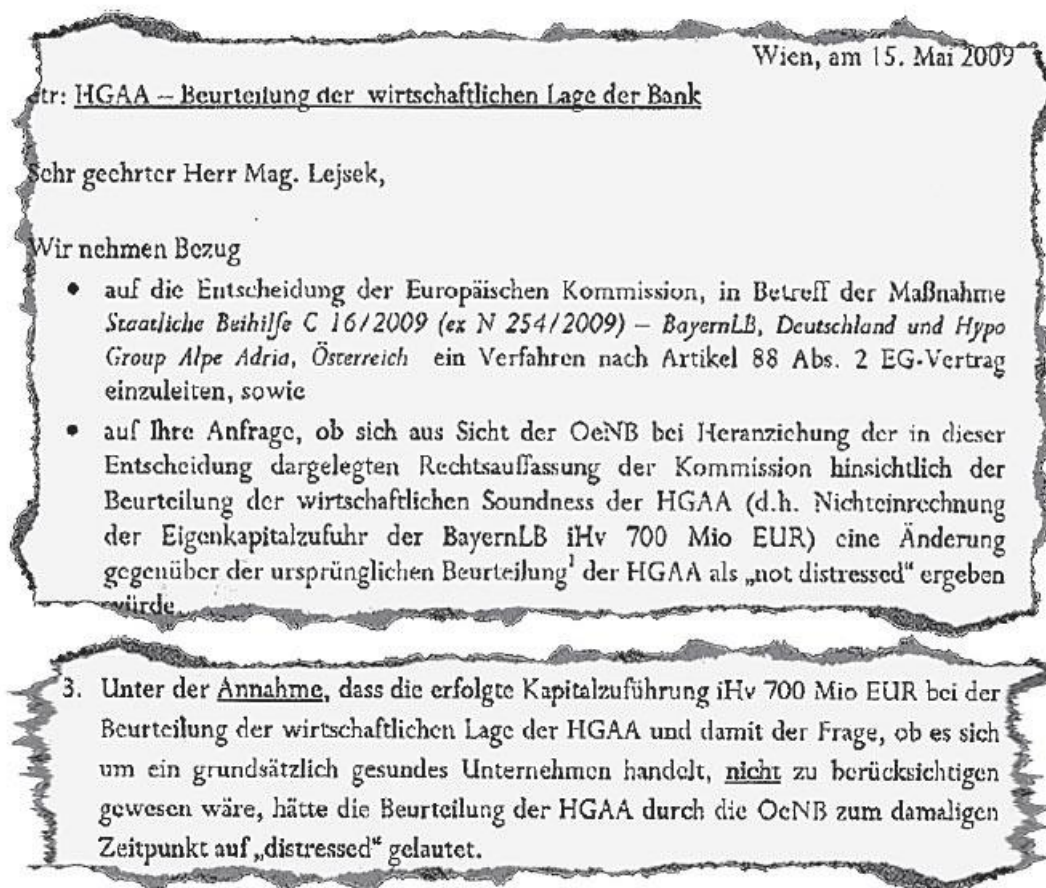 Wien, am 15. Mai 2009
etr: HGAA – Beurteilung der wirtschaftlichen Lage der Bank
Sehr geehrter Herr Mag. Lejsek,
Wir nehmen Bezug
• auf die Entscheidung der Europäischen Kommission, in Betreff der Maßnahme
Staatliche Beihilfe C 16/2009 (ex N 254/2009) – BayernLB, Deutschland und Hypo
Group Alpe Adria, Österreich ein Verfahren nach Artikel 88 Abs. 2 EG-Vertrag
einzuleiten, sowie
• auf Ihre Anfrage, ob sich aus Sicht der OeNB bei Heranziehung der in dieser
Entscheidung dargelegten Rechtsauffassung der Kommission hinsichtlich der
Beurteilung der wirtschaftlichen Soundness der HGAA (d.h. Nichteinrechnung
der Eigenkapitalzufuhr der BayernLB iHv 700 Mio EUR) eine Änderung
gegenüber der ursprünglichen Beurteilung¹ der HGAA als „not distressed“ ergeben
würde
3. Unter der Annahme, dass die erfolgte Kapitalzuführung iHv 700 Mio EUR bei der
Beurteilung der wirtschaftlichen Lage der HGAA und damit der Frage, ob es sich
um ein grundsätzlich gesundes Unternehmen handelt, nicht zu berücksichtigen
gewesen wäre, hätte die Beurteilung der HGAA durch die OeNB zum damaligen
Zeitpunkt auf „distressed“ gelautet.